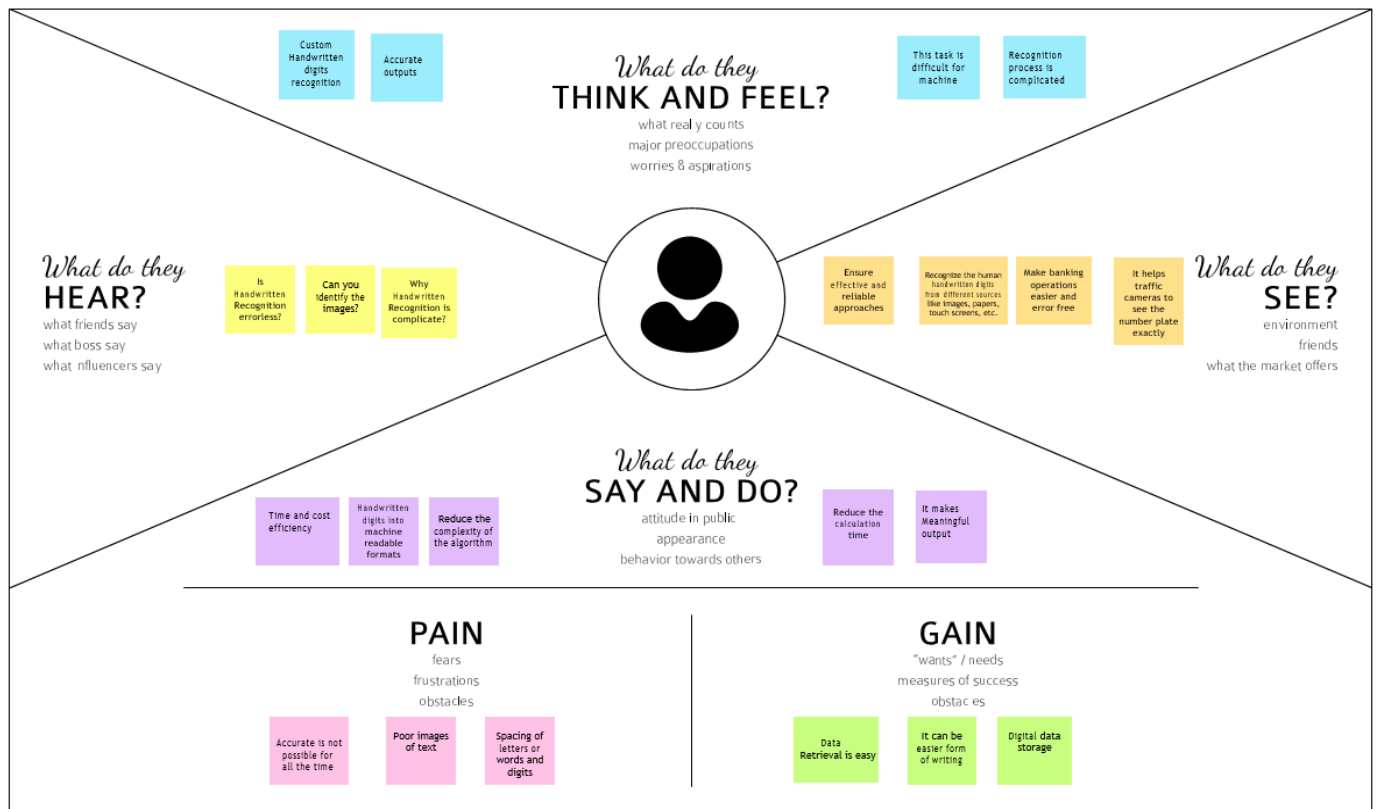 Custom
Handwritten
digits
recognition
Accurate
outputs
What do they
THINK AND FEEL?
what real y counts
major preoccupations
worries & aspirations
This task is
difficult for
machine
Recognition
process is
complicated
What do they
HEAR?
what friends say
what boss say
what nfluencers say
Is
Handwritten
Recognition
errorless?
Can you
identify the
images?
Why
Handwritten
Recognition is
complicate?
Ensure
effective and
reliable
approaches
Recognize the human
handwritten digits
from different sources
like images, papers,
touch screens, etc.
Make banking
operations
easier and
error free
It helps
traffic
cameras to
see the
number plate
exactly
What do they
SEE?
environment
friends
what the market offers
What do they
SAY AND DO?
attitude in public
appearance
behavior towards others
Time and cost
efficiency
Handwritten
digits into
machine
readable
formats
Reduce the
complexity of
the algorithm
Reduce the
calculation
time
It makes
Meaningful
output
PAIN
fears
frustrations
obstacles
Accurate is not
possible for
all the time
Poor images
of text
Spacing of
letters or
words and
digits
GAIN
"wants" / needs
measures of success
obstac es
Data
Retrieval is easy
It can be
easier form
of writing
Digital data
storage